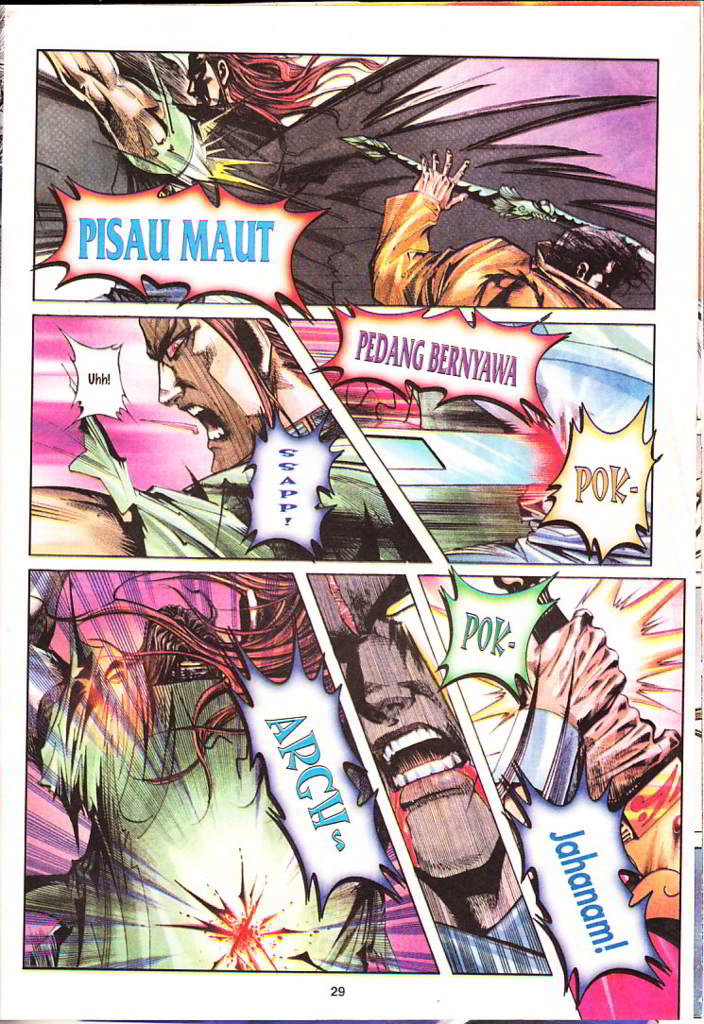 PISAU MAUT
Uhh!
SSAPP!
PEDANG BERNYAWA
POK-
ARGH~
POK-
Jahanam!
29